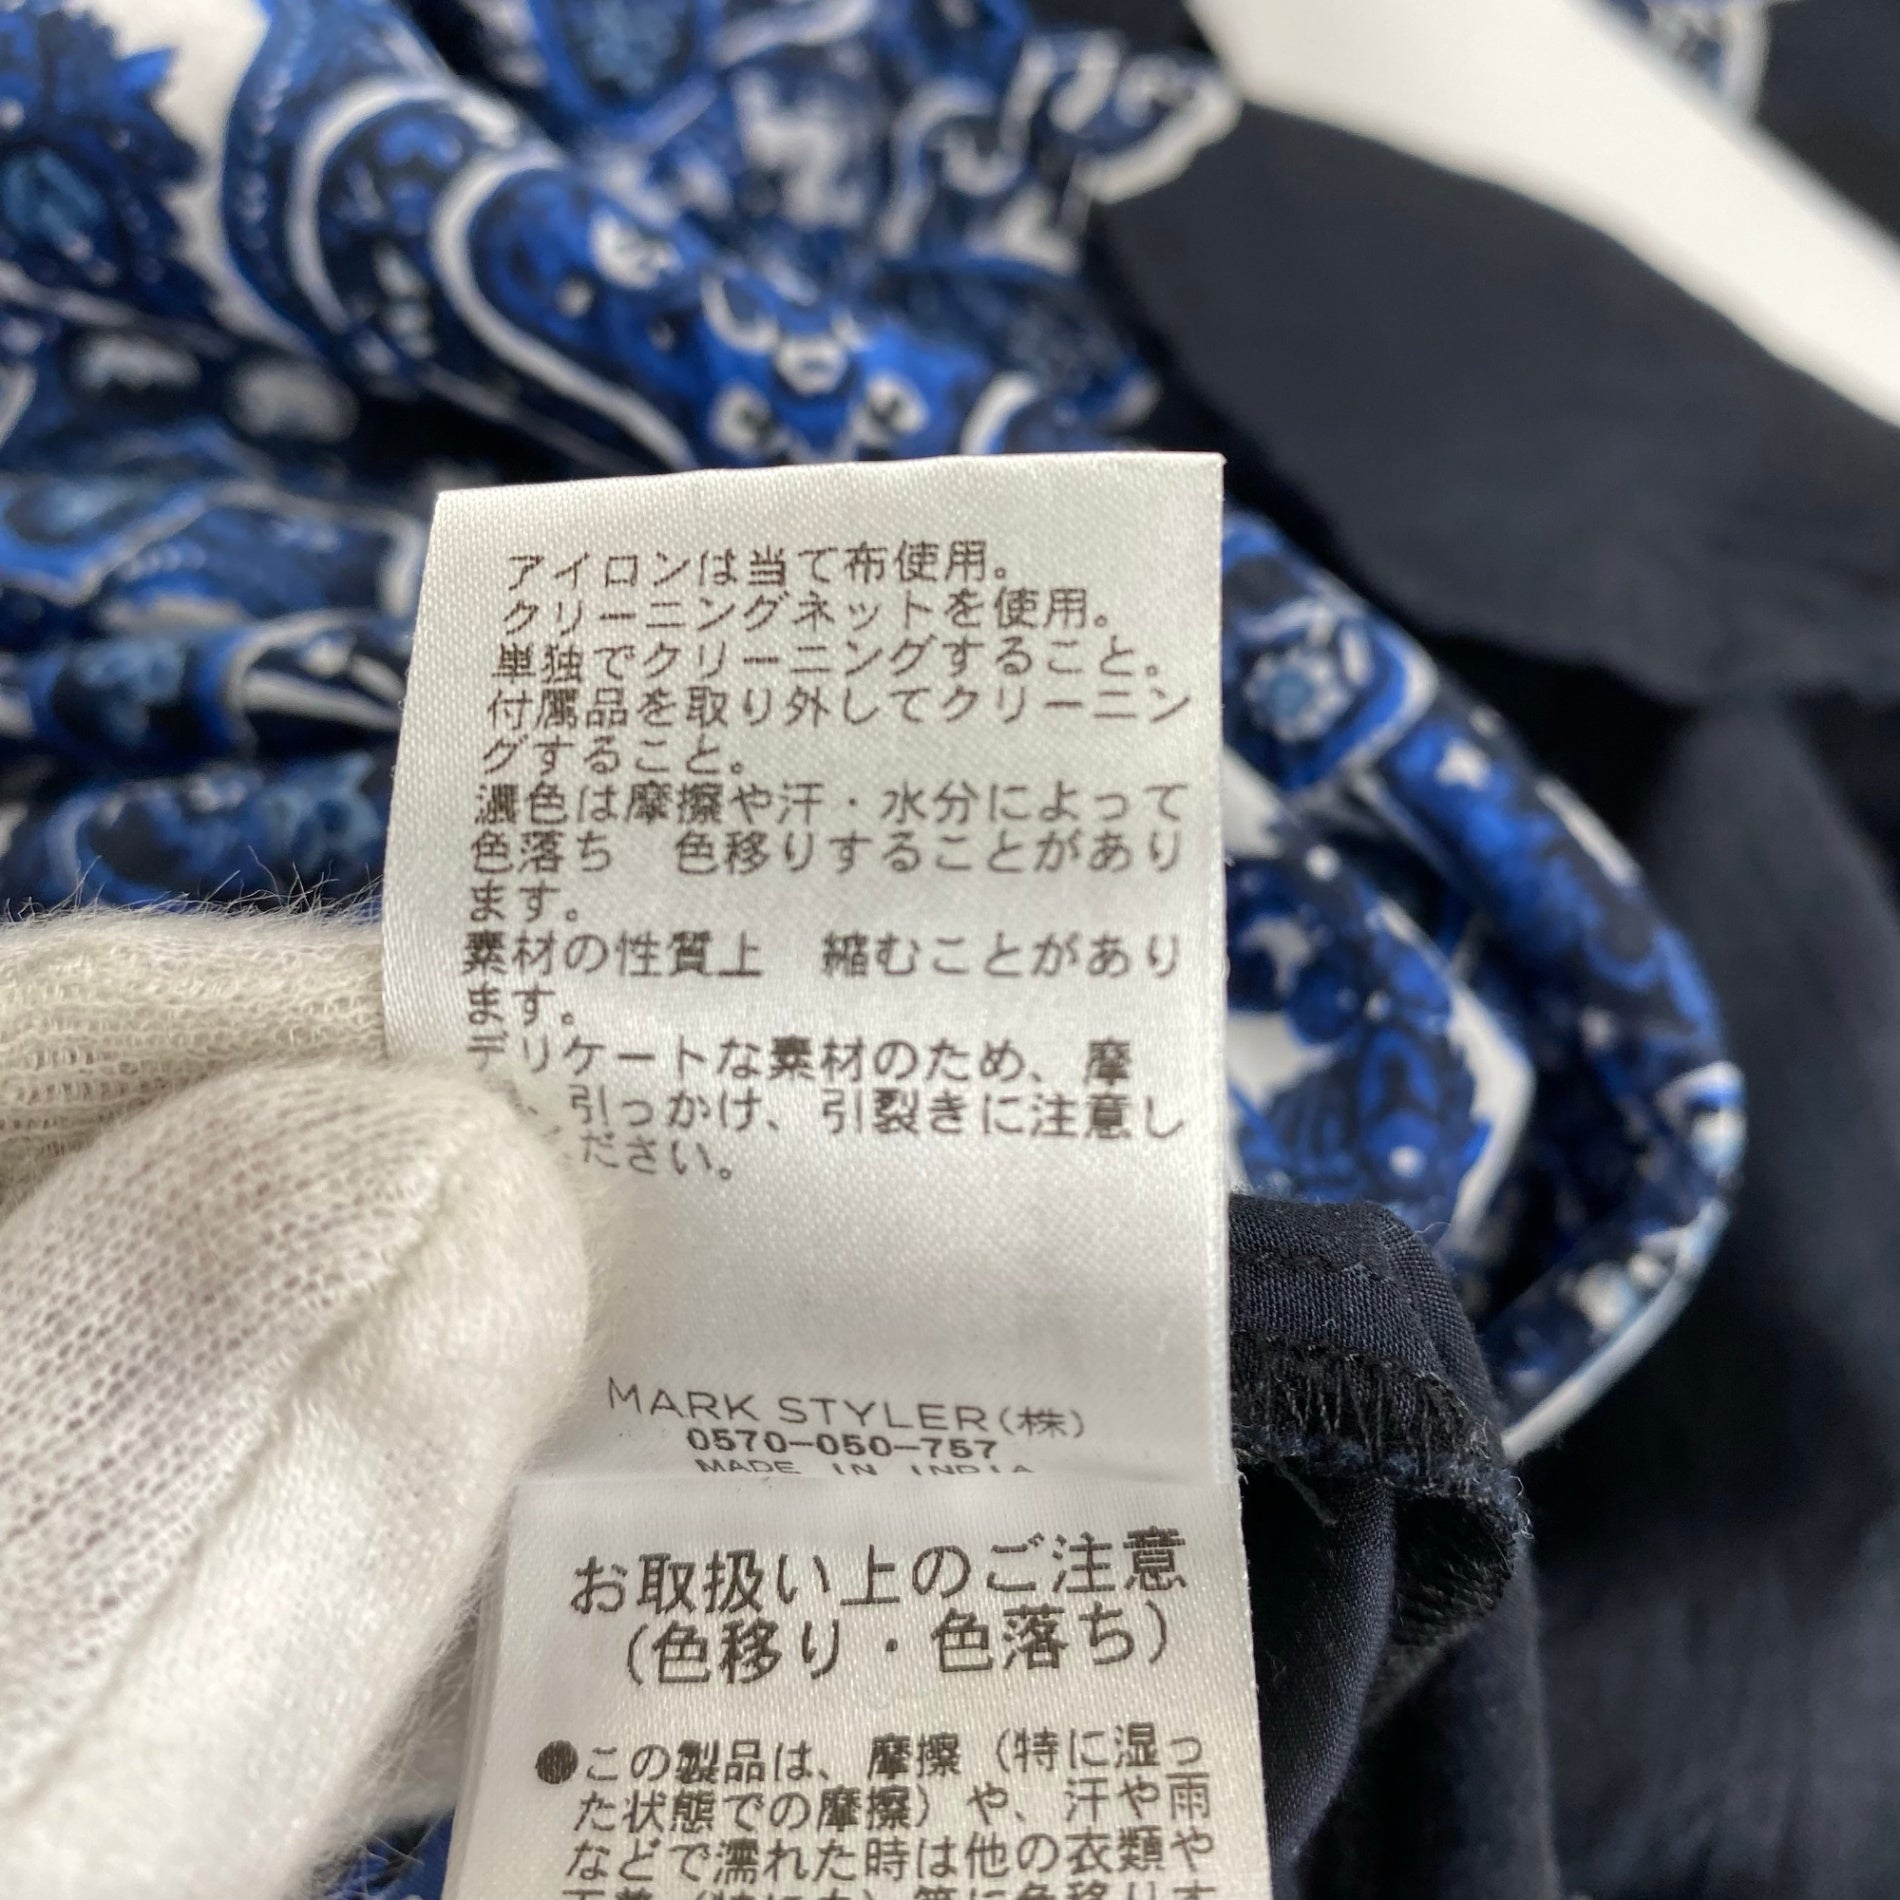 アイロンは当て布使用。
クリーニングネットを使用。
単独でクリーニングすること。
付属品を取り外してクリーニン
グすること。
濃色は摩擦や汗・水分によって
色落ち　色移りすることがあり
ます。
素材の性質上　縮むことがあり
ます。
デリケートな素材のため、摩
、引っかけ、引裂きに注意し
ださい。
MARK STYLER(株)
0570-050-757
MADE IN INDIA
お取扱い上のご注意
(色移り・色落ち)
●この製品は、摩擦（特に湿っ
た状態での摩擦）や、汗や雨
などで濡れた時は他の衣類や